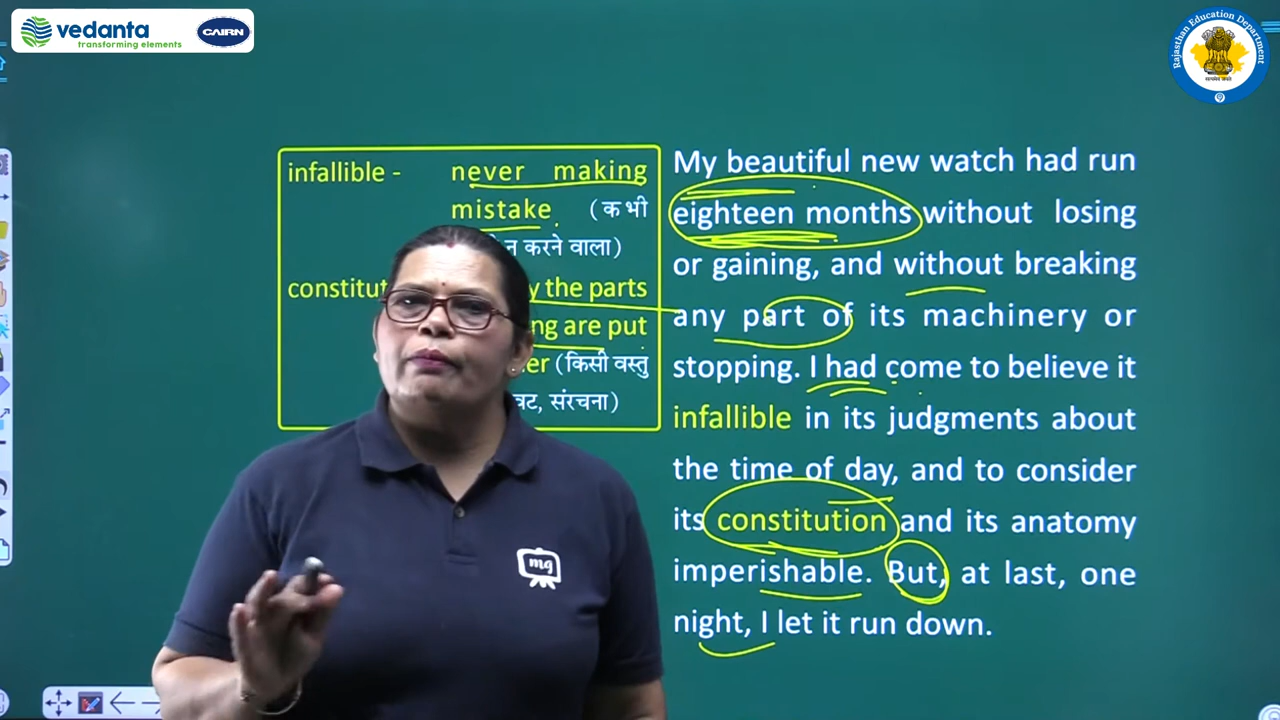 vedanta
transforming elements
CAIRN
Rajasthan Education Department
infallible - never making
mistake (कभी
न करने वाला)
constitut y the parts
ng are put
er (किसी वस्तु
वट, संरचना)
My beautiful new watch had run
eighteen months without losing
or gaining, and without breaking
any part of its machinery or
stopping. I had come to believe it
infallible in its judgments about
the time of day, and to consider
its constitution and its anatomy
imperishable. But, at last, one
night, I let it run down.
mg